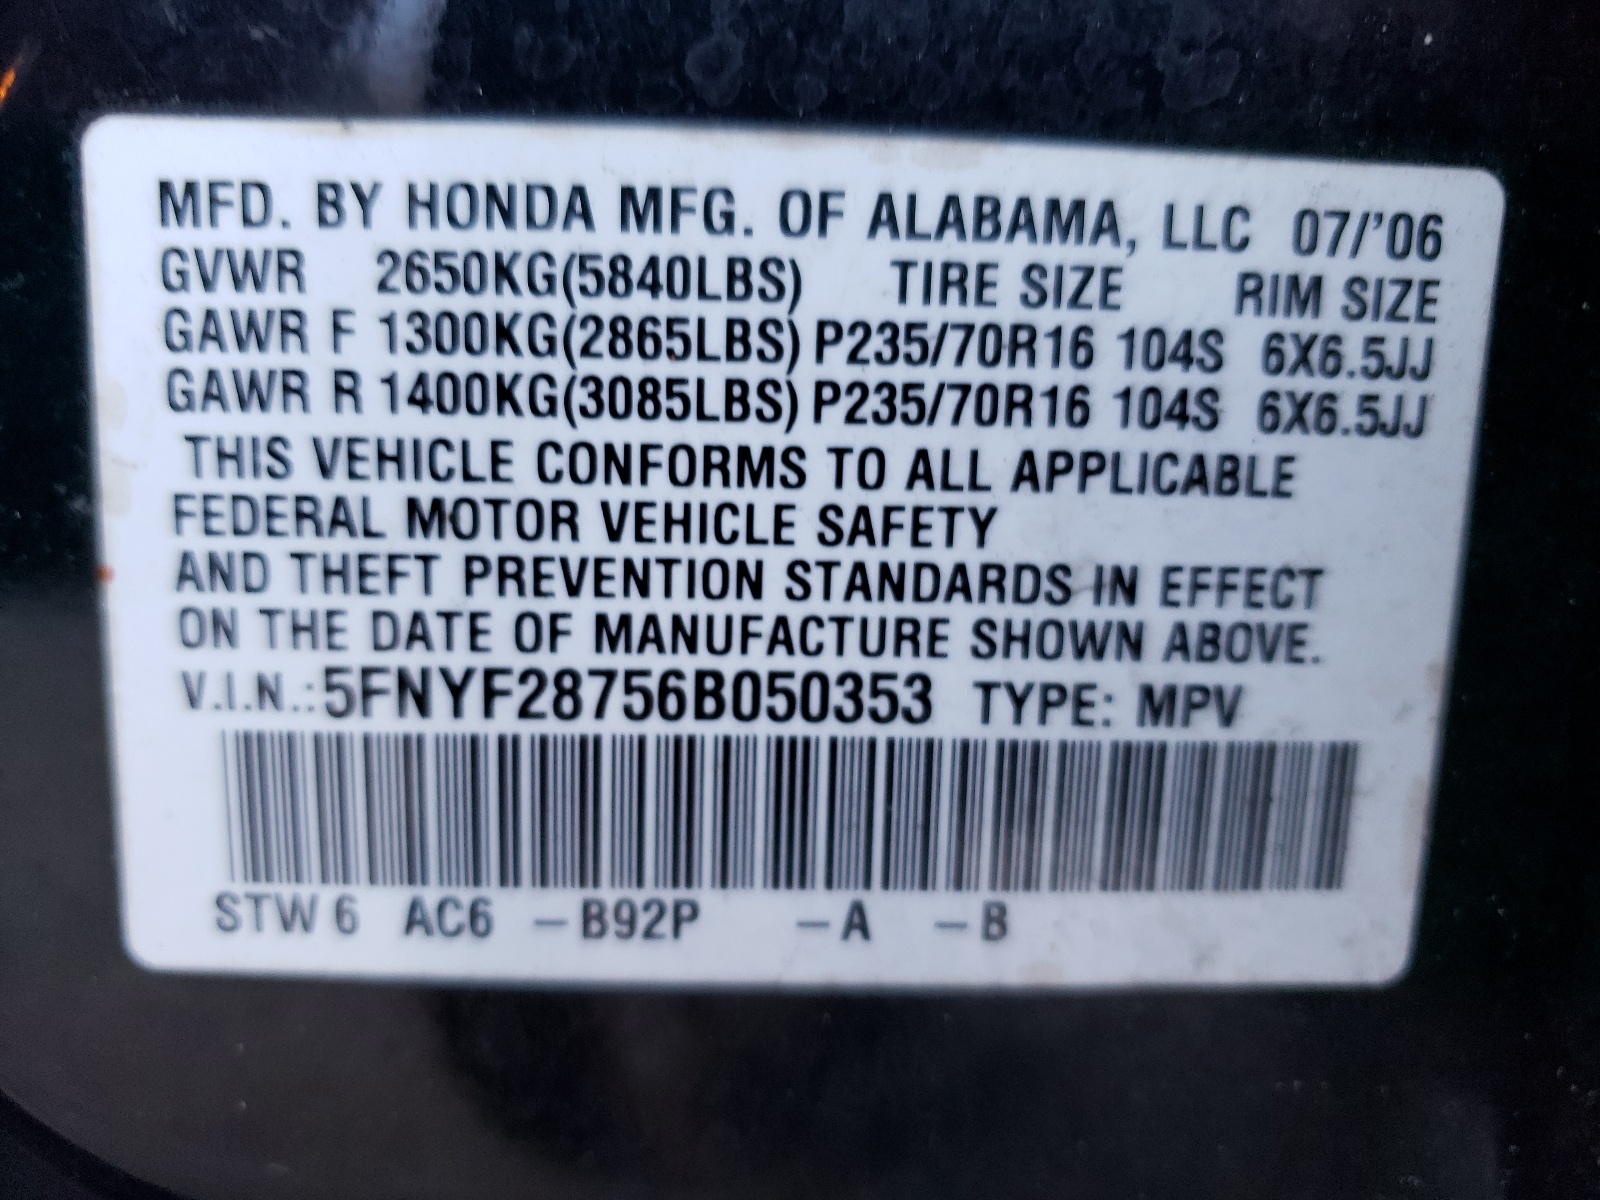 MFD. BY HONDA MFG. OF ALABAMA, LLC 07/'06
GVWR 2650KG(5840LBS) TIRE SIZE RIM SIZE
GAWR F 1300KG(2865LBS) P235/70R16 104S 6X6.5JJ
GAWR R 1400KG(3085LBS) P235/70R16 104S 6X6.5JJ
THIS VEHICLE CONFORMS TO ALL APPLICABLE
FEDERAL MOTOR VEHICLE SAFETY
AND THEFT PREVENTION STANDARDS IN EFFECT
ON THE DATE OF MANUFACTURE SHOWN ABOVE.
V.I.N.:5FNYF28756B050353 TYPE: MPV
STW 6 AC6 –B92P –A –B